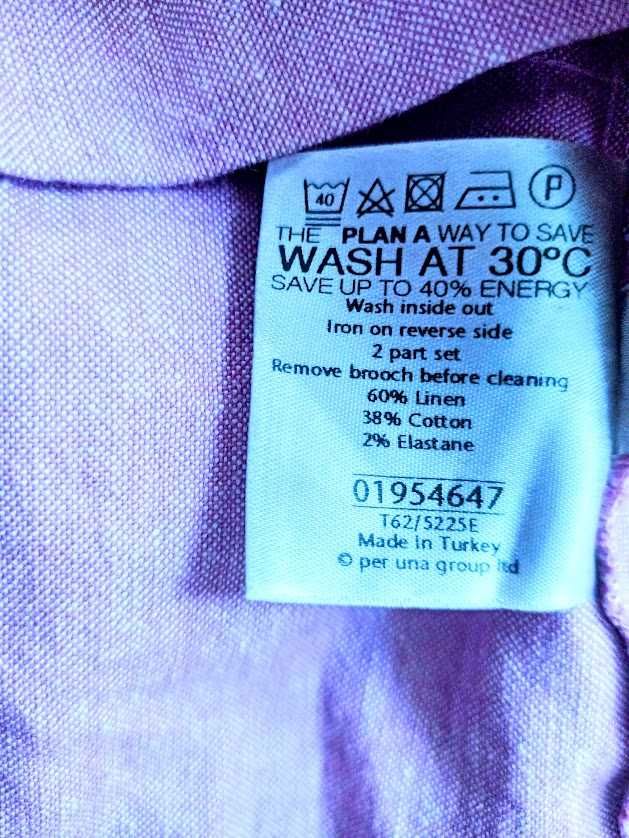 40
P
THE PLAN A WAY TO SAVE
WASH AT 30ºC
SAVE UP TO 40% ENERGY
Wash inside out
Iron on reverse side
2 part set
Remove brooch before cleaning
60% Linen
38% Cotton
2% Elastane
01954647
T62/5225E
Made in Turkey
© per una group ltd